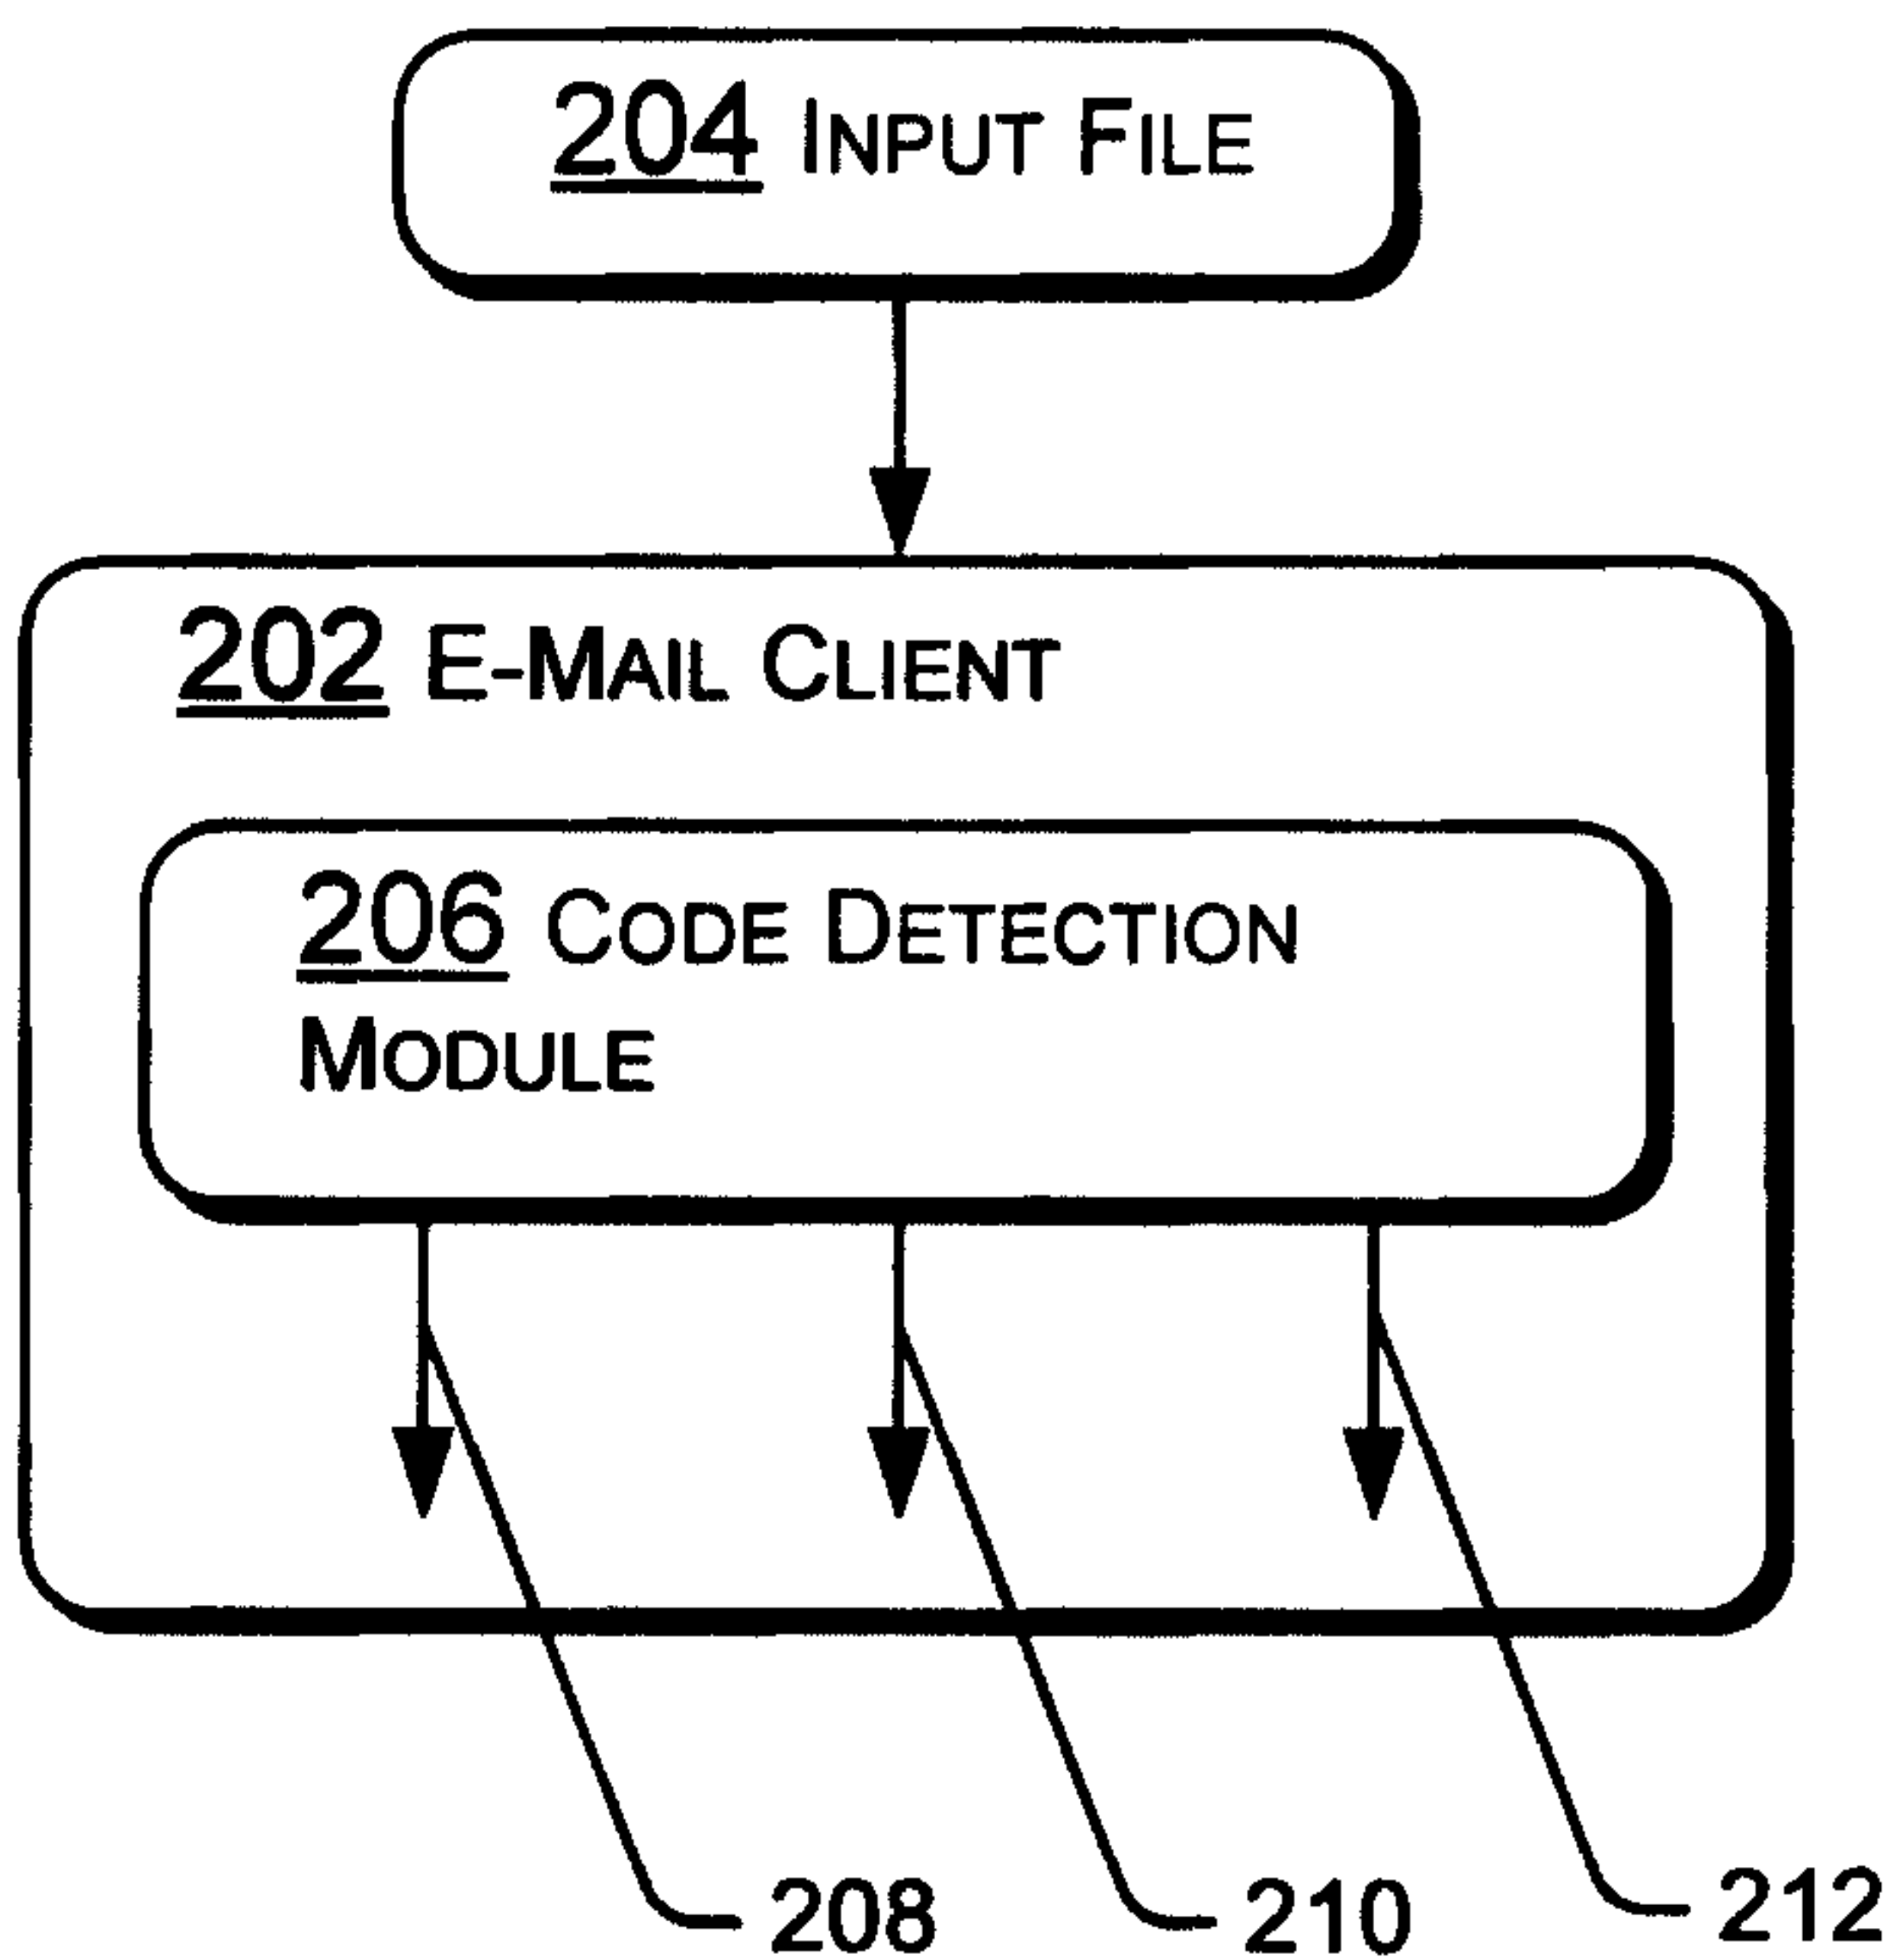 204 INPUT FILE
202 E-MAIL CLIENT
206 CODE DETECTION
MODULE
208 210 212